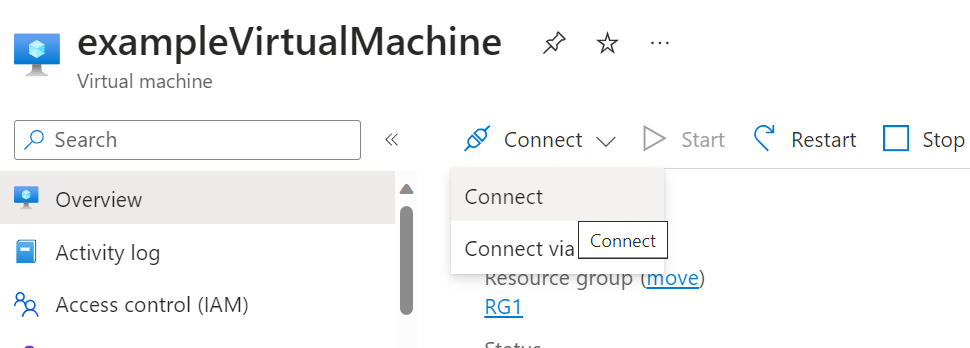 exampleVirtualMachine
Virtual machine
Search
Connect Start Restart Stop
Overview
Activity log
Access control (IAM)
Connect
Connect via
Connect
Resource group (move)
RG1
Status